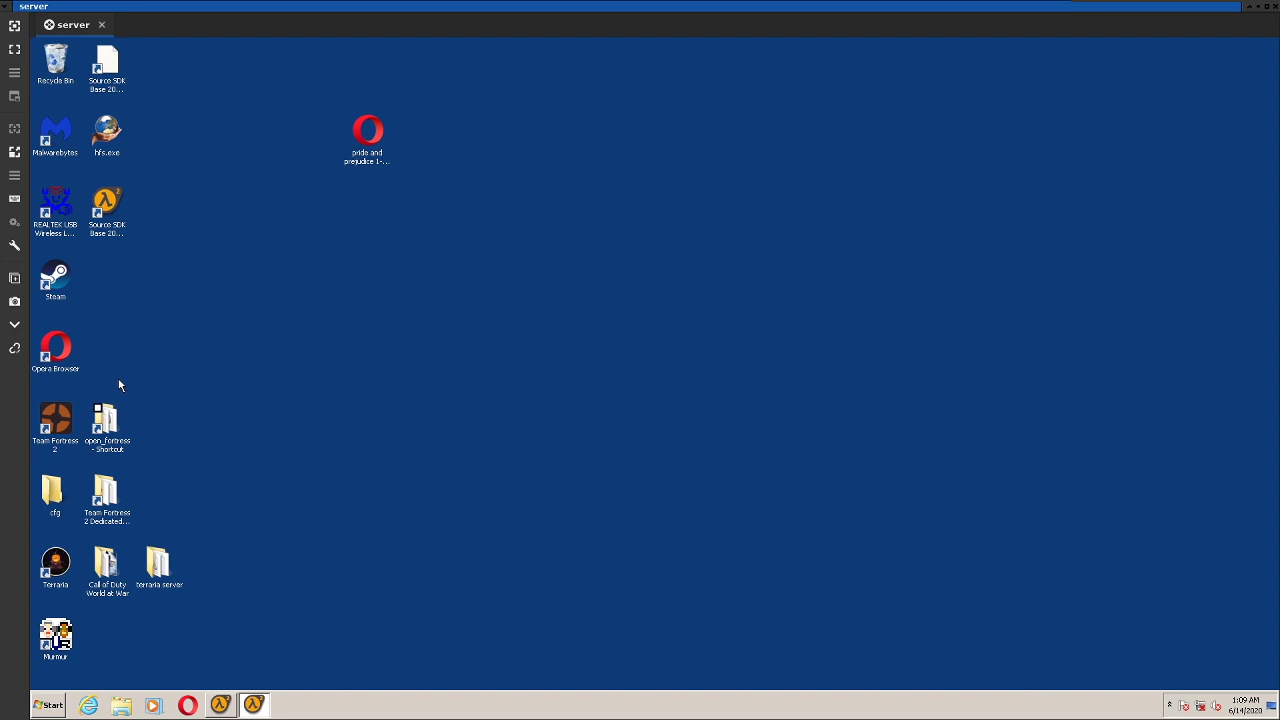 server
server
Recycle Bin
Source SDK
Base 20...
pride and
prejudice 1-...
Malwarebytes
hfs.exe
REALTEK USB
Wireless L...
Source SDK
Base 20...
Steam
Opera Browser
Team Fortress
2
open_fortress
- Shortcut
cfg
Team Fortress
2 Dedicated...
Terraria
Call of Duty
World at War
terraria server
Murmur
Start
1:09 AM
6/14/2020